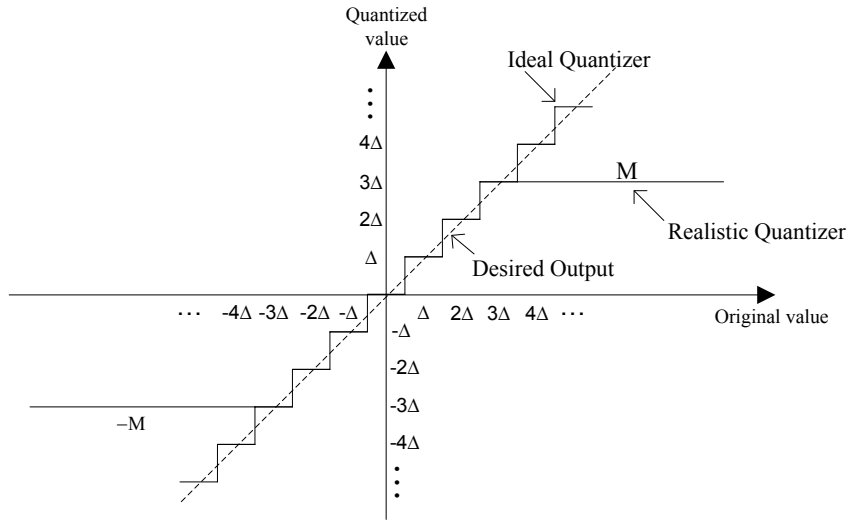 Quantized
value
Ideal Quantizer
4Δ
3Δ
M
2Δ
Realistic Quantizer
Δ
Desired Output
... -4Δ -3Δ -2Δ -Δ Δ 2Δ 3Δ 4Δ ...
Original value
-Δ
-2Δ
-3Δ
−M
-4Δ